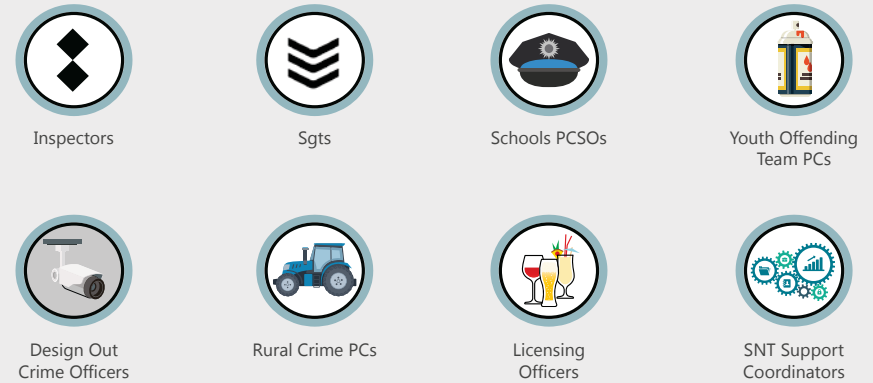 Inspectors
Sgts
Schools PCSOs
Youth Offending
Team PCs
Design Out
Crime Officers
Rural Crime PCs
Licensing
Officers
SNT Support
Coordinators